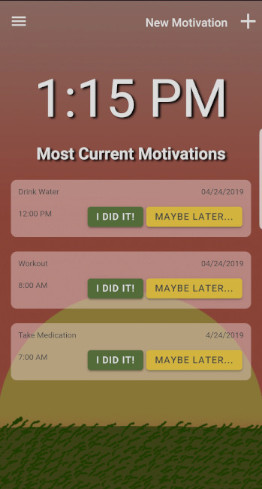 New Motivation
1:15 PM
Most Current Motivations
Drink Water 04/24/2019
12:00 PM I DID IT! MAYBE LATER...
Workout 04/24/2019
8:00 AM I DID IT! MAYBE LATER...
Take Medication 4/24/2019
7:00 AM I DID IT! MAYBE LATER...